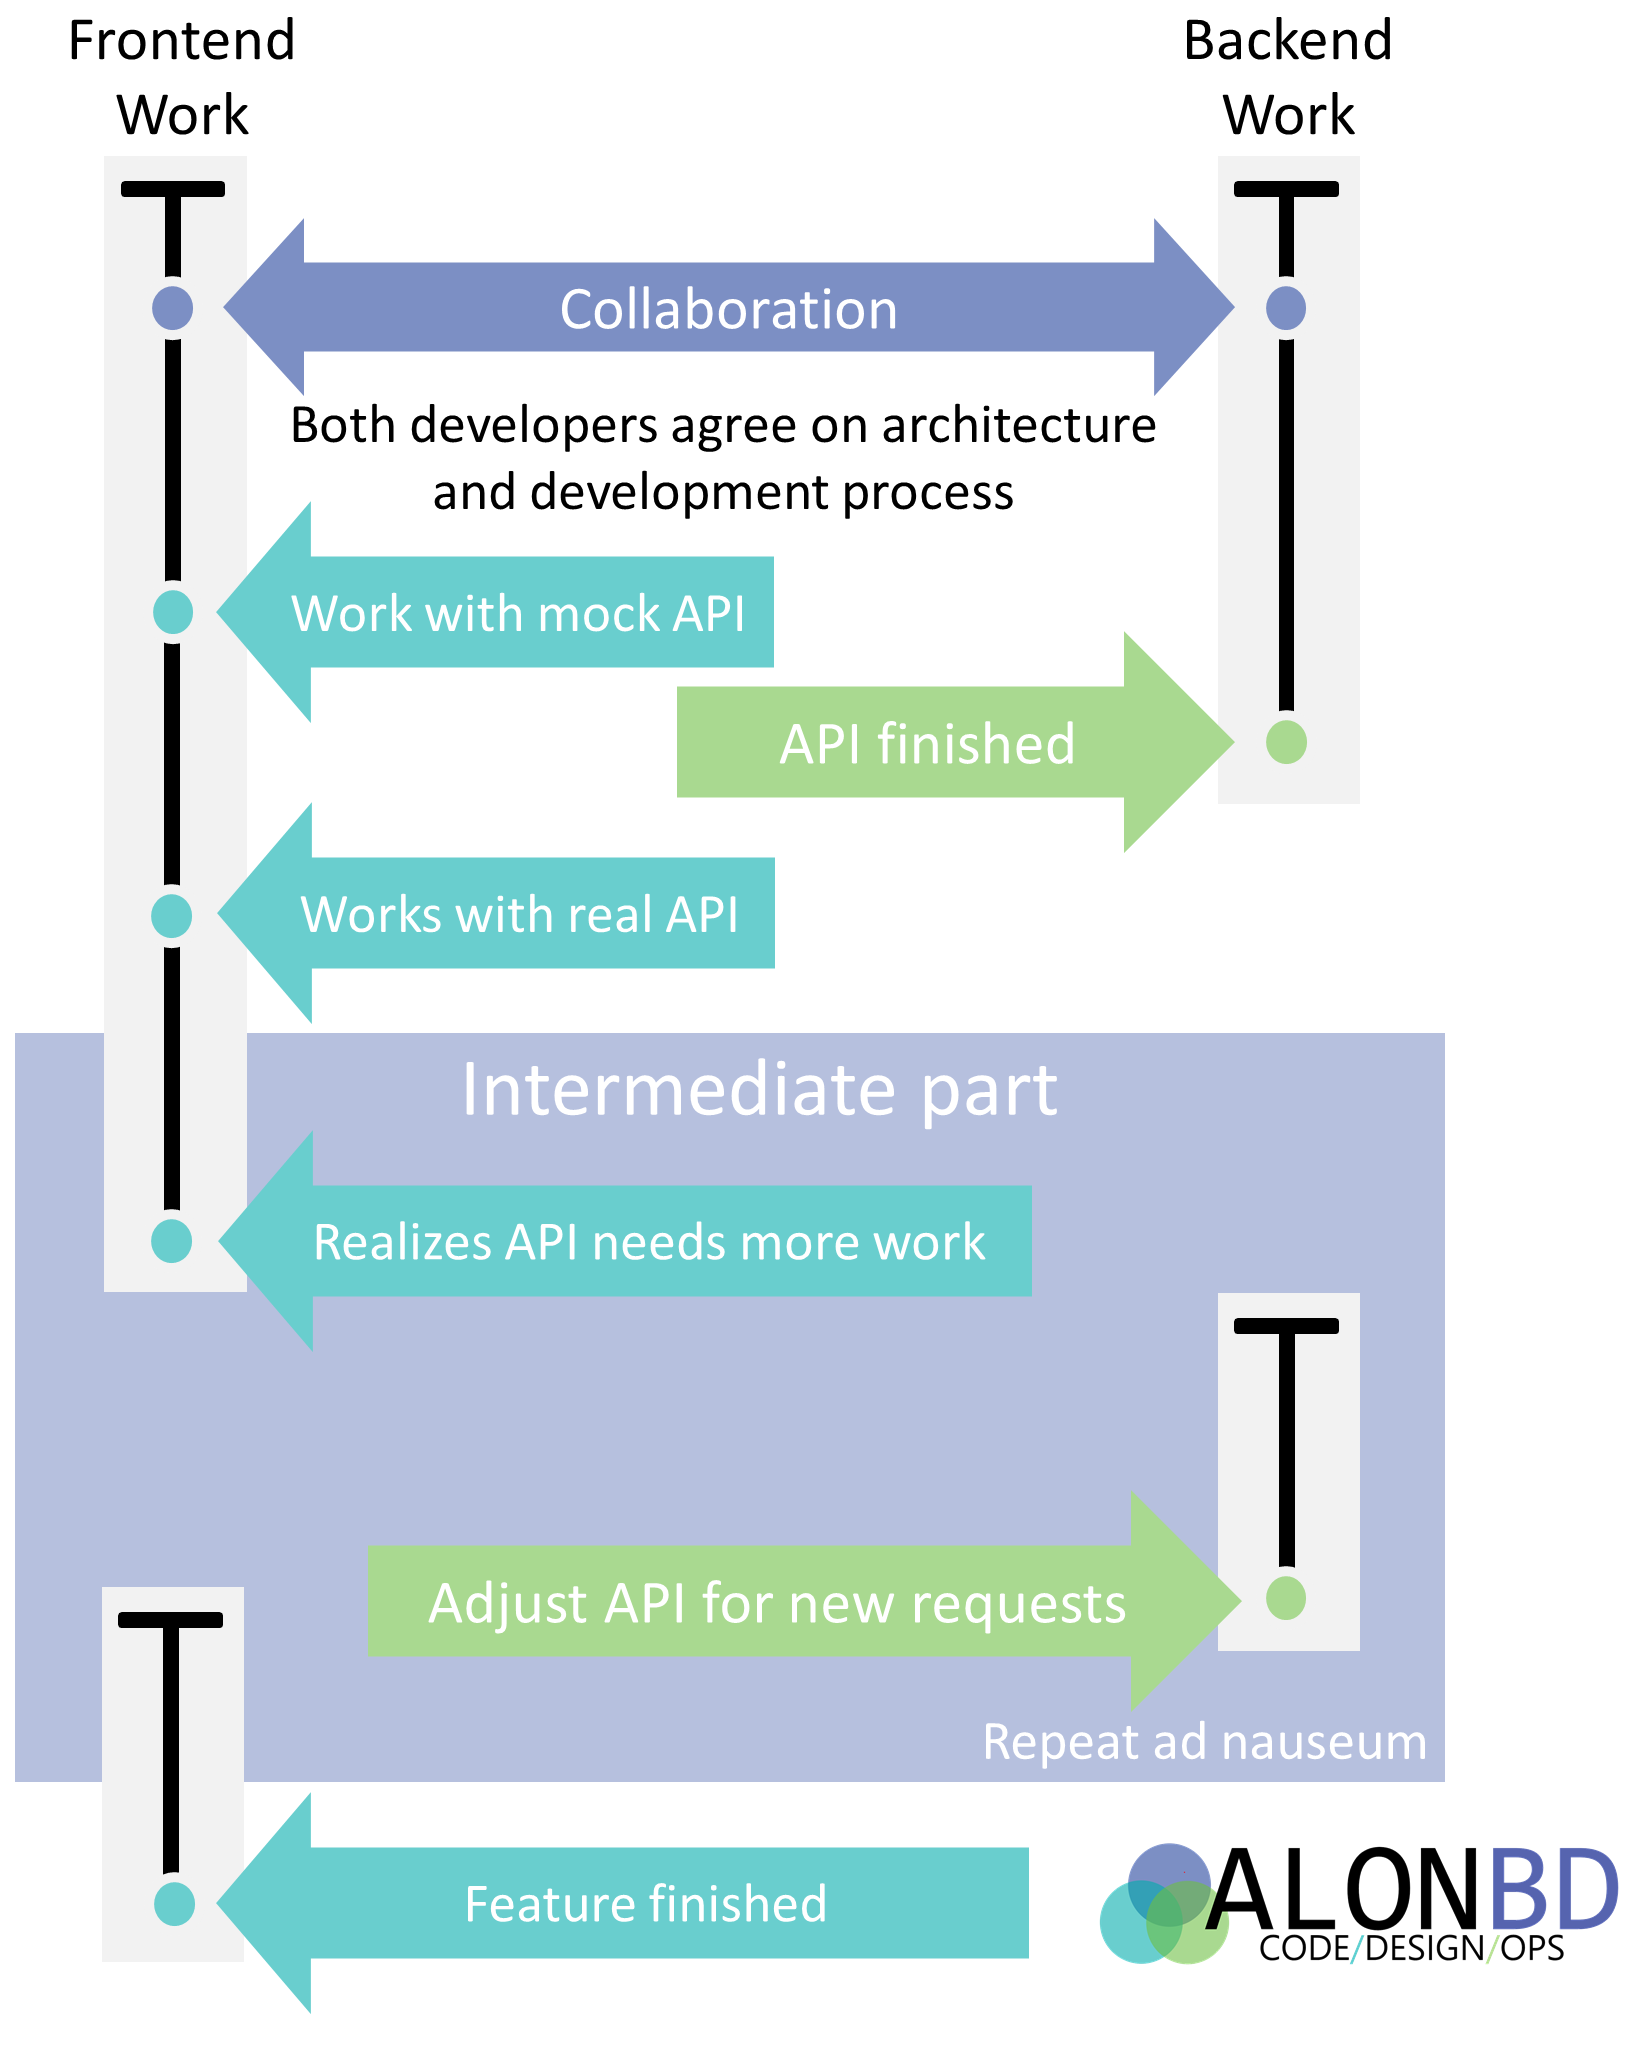 Frontend
Work
Backend
Work
Collaboration
Both developers agree on architecture
and development process
Work with mock API
API finished
Works with real API
Intermediate part
Realizes API needs more work
Adjust API for new requests
Repeat ad nauseum
Feature finished
ALONBD
CODE/DESIGN/OPS